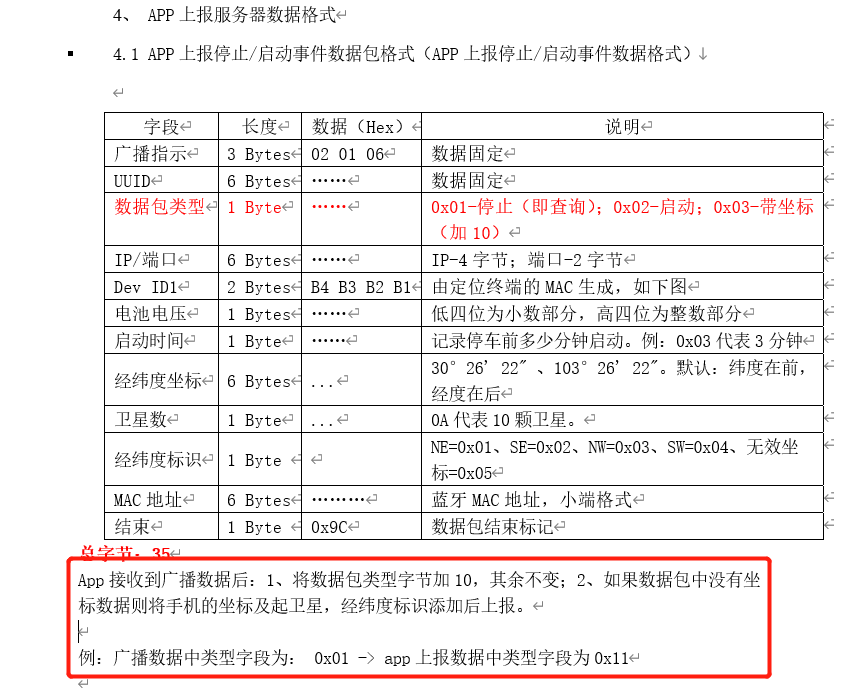 4、 APP 上报服务器数据格式
▪ 4.1 APP 上报停止/启动事件数据包格式（APP 上报停止/启动事件数据格式）
字段 长度 数据（Hex） 说明
广播指示 3 Bytes 02 01 06 数据固定
UUID 6 Bytes …… 数据固定
数据包类型 1 Byte …… 0x01-停止（即查询）；0x02-启动；0x03-带坐标
（加 10）
IP/端口 6 Bytes …… IP-4 字节；端口-2 字节
Dev ID1 2 Bytes B4 B3 B2 B1 由定位终端的 MAC 生成，如下图
电池电压 1 Bytes …… 低四位为小数部分，高四位为整数部分
启动时间 1 Byte …… 记录停车前多少分钟启动。例：0x03 代表 3 分钟
经纬度坐标 6 Bytes ... 30° 26' 22" 、103° 26' 22"。默认：纬度在前，
经度在后
卫星数 1 Byte ... 0A 代表 10 颗卫星。
经纬度标识 1 Byte NE=0x01、SE=0x02、NW=0x03、SW=0x04、无效坐
标=0x05
MAC 地址 6 Bytes ……… 蓝牙 MAC 地址，小端格式
结束 1 Byte 0x9C 数据包结束标记
总字节：35
App 接收到广播数据后：1、将数据包类型字节加 10，其余不变；2、如果数据包中没有坐
标数据则将手机的坐标及起卫星，经纬度标识添加后上报。
例：广播数据中类型字段为： 0x01 -> app 上报数据中类型字段为 0x11